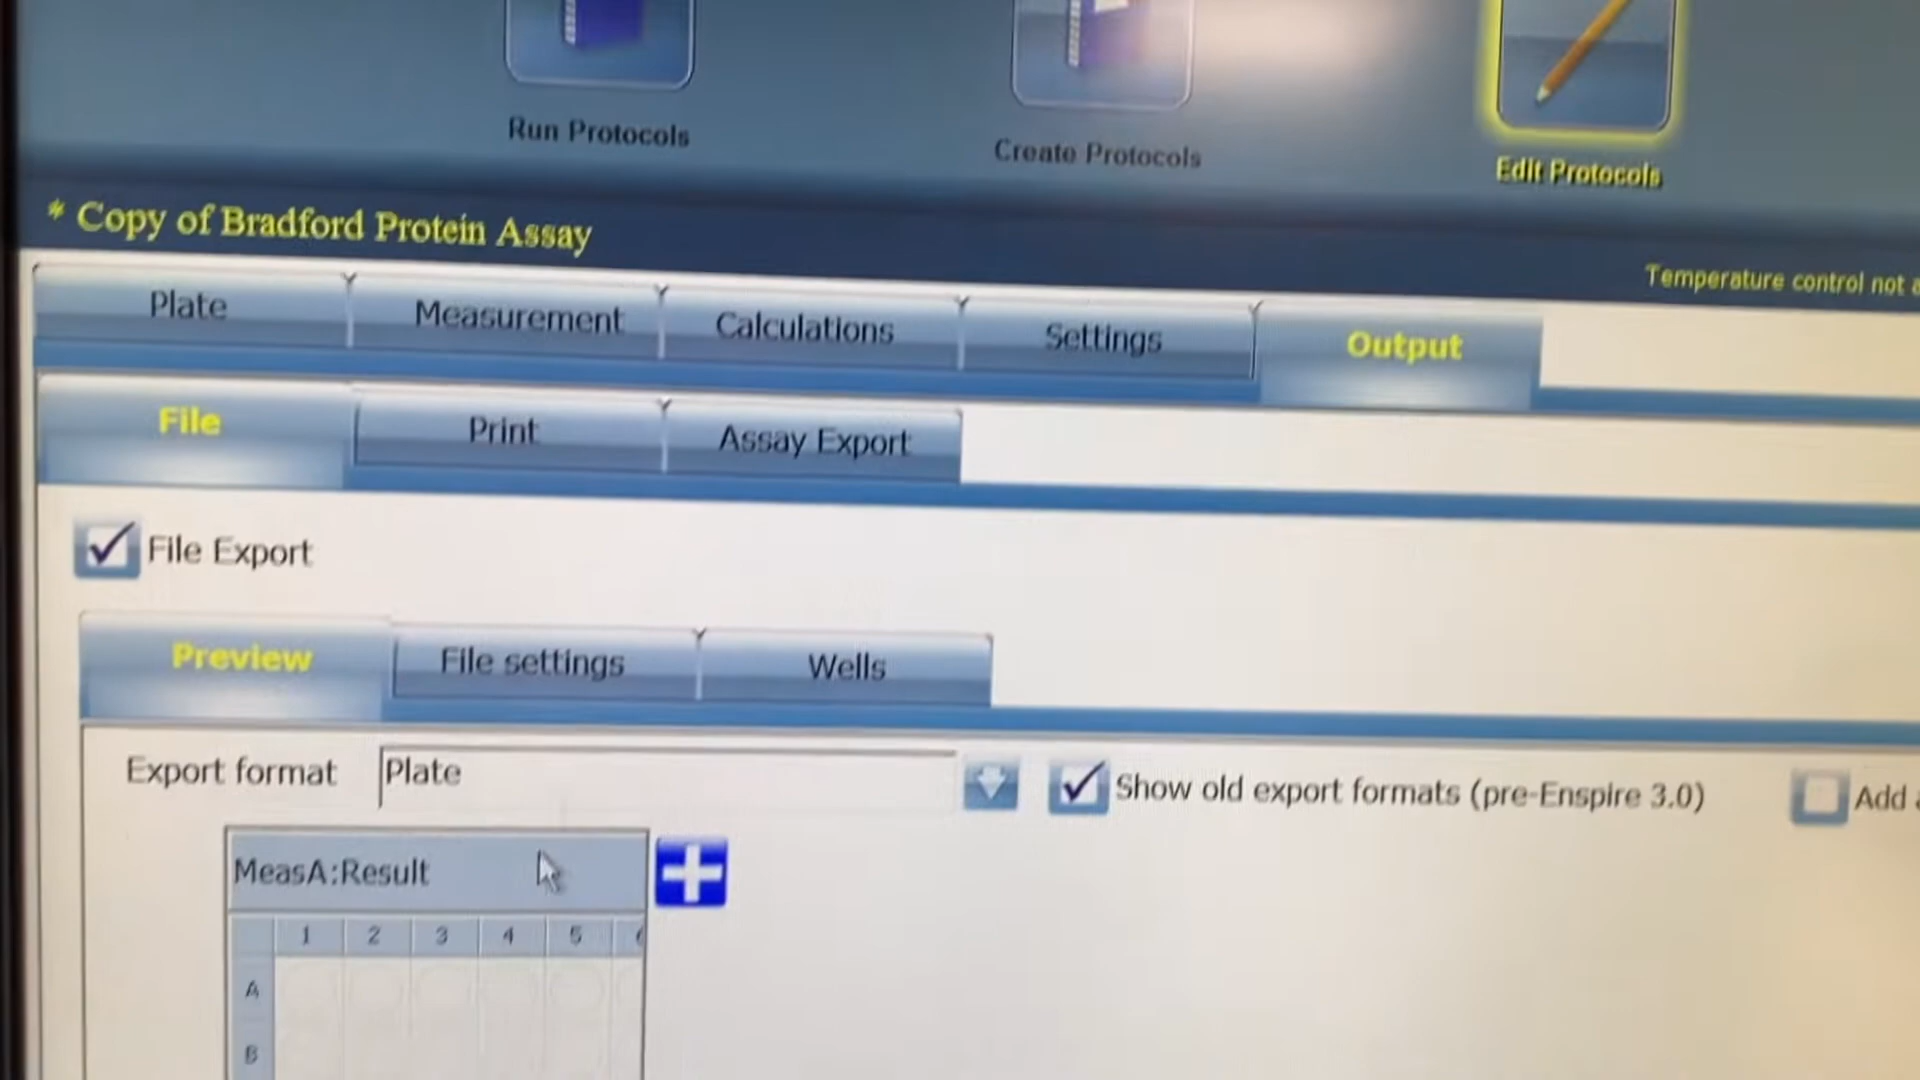 Run Protocols
Create Protocols
Edit Protocols
* Copy of Bradford Protein Assay
Temperature control not
Plate
Measurement
Calculations
Settings
Output
File
Print
Assay Export
File Export
Preview
File settings
Wells
Export format
Plate
Show old export formats (pre-Enspire 3.0)
Add
MeasA:Result
1 2 3 4 5
A
B